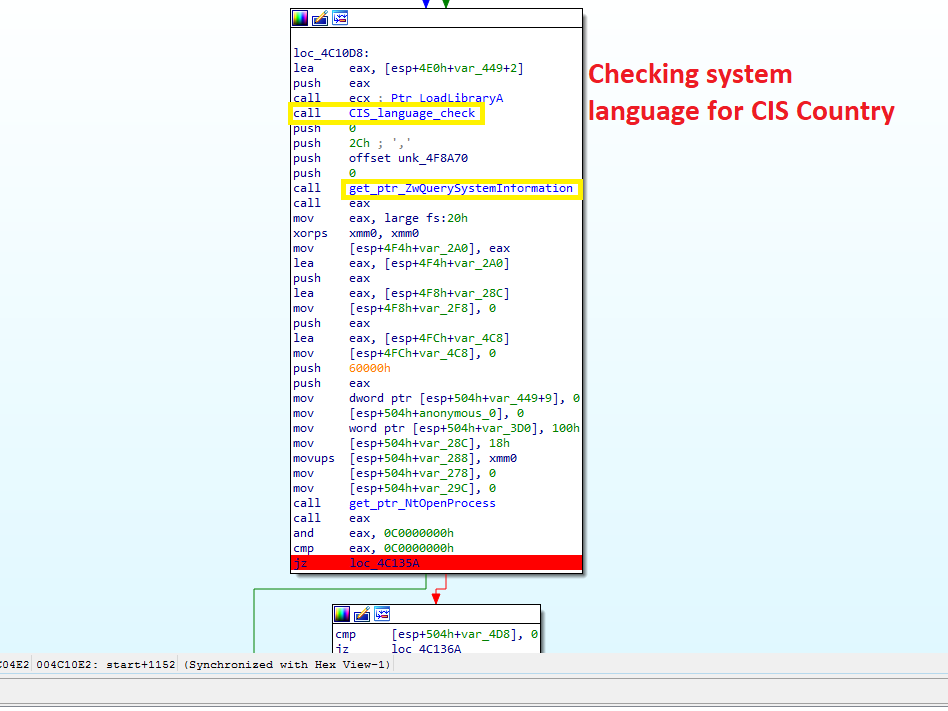 Checking system
language for CIS Country
loc_4C10D8:
lea eax, [esp+4E0h+var_449+2]
push eax
call ecx ; Ptr_LoadLibraryA
call CIS_language_check
push 0
push 2Ch ; ','
push offset unk_4F8A70
push 0
call get_ptr_ZwQuerySystemInformation
call eax
mov eax, large fs:20h
xorps xmm0, xmm0
mov [esp+4F4h+var_2A0], eax
lea eax, [esp+4F4h+var_2A0]
push eax
lea eax, [esp+4F8h+var_28C]
mov [esp+4F8h+var_2F8], 0
push eax
lea eax, [esp+4FCh+var_4C8]
mov [esp+4FCh+var_4C8], 0
push 60000h
push eax
mov dword ptr [esp+504h+var_449+9], 0
mov [esp+504h+anonymous_0], 0
mov word ptr [esp+504h+var_3D0], 100h
mov [esp+504h+var_28C], 18h
movups [esp+504h+var_288], xmm0
mov [esp+504h+var_278], 0
mov [esp+504h+var_29C], 0
call get_ptr_NtOpenProcess
call eax
and eax, 0C0000000h
cmp eax, 0C0000000h
jz loc_4C135A
cmp [esp+504h+var_4D8], 0
jz loc_4C136A
C04E2 004C10E2: start+1152 (Synchronized with Hex View-1)